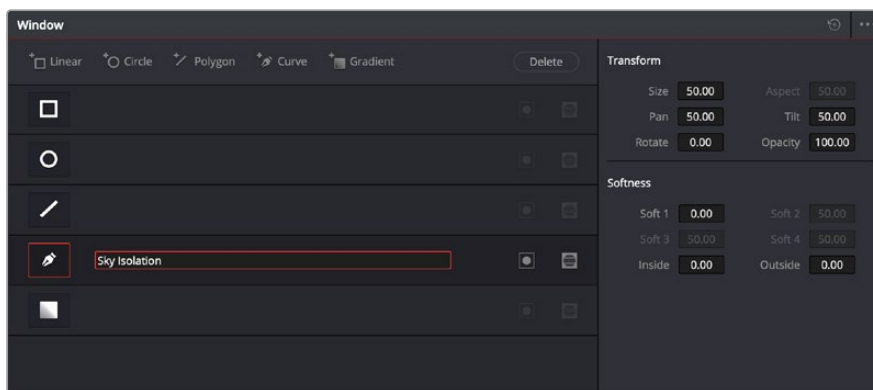 Window
Linear Circle Polygon Curve Gradient Delete
Sky Isolation
Transform
Size 50.00 Aspect 50.00
Pan 50.00 Tilt 50.00
Rotate 0.00 Opacity 100.00
Softness
Soft 1 0.00 Soft 2 50.00
Soft 3 50.00 Soft 4 50.00
Inside 0.00 Outside 0.00